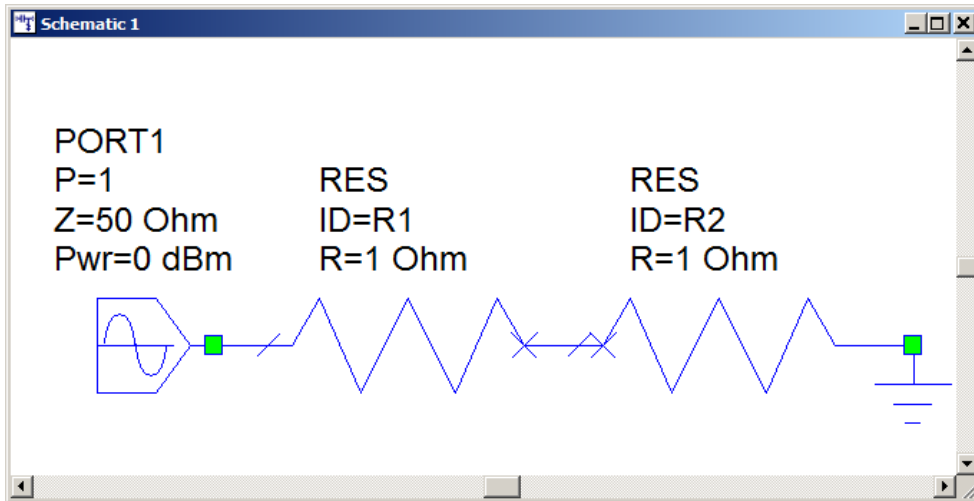 Schematic 1
PORT1
P=1
Z=50 Ohm
Pwr=0 dBm
RES
ID=R1
R=1 Ohm
RES
ID=R2
R=1 Ohm